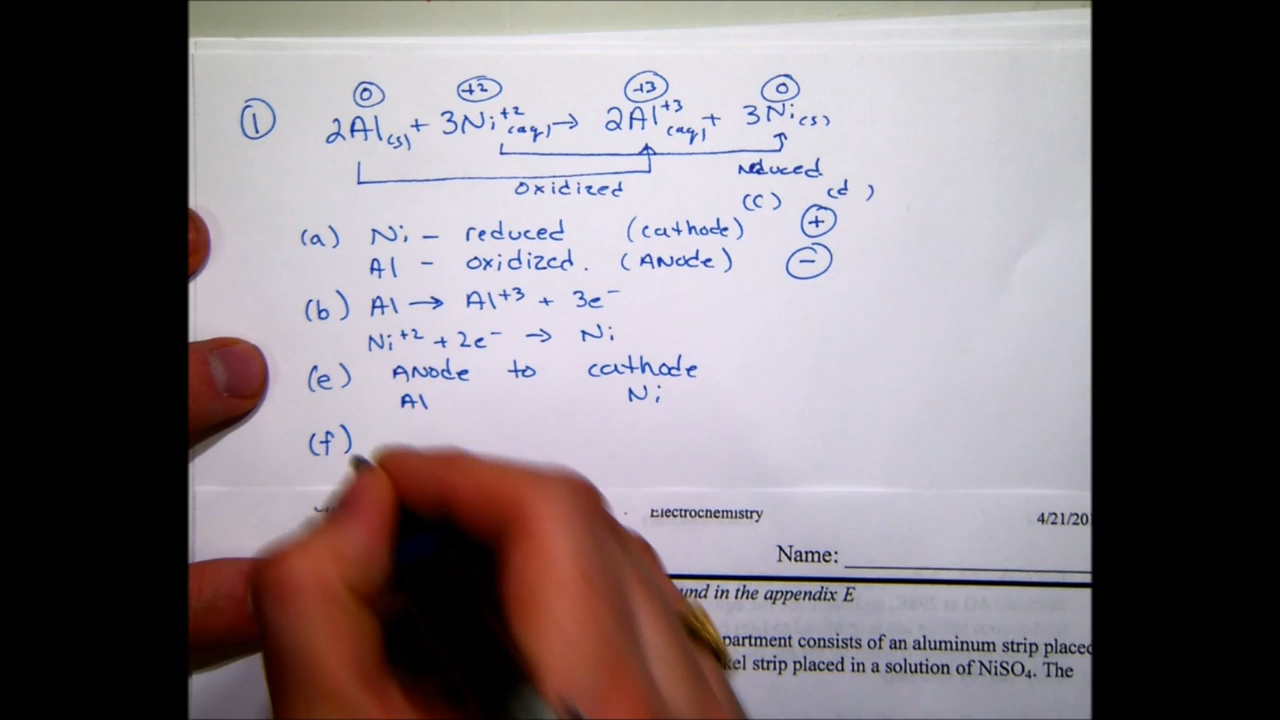 0 +2 +3 0
① 2Al(s) + 3Ni⁺²(aq) → 2Al⁺³(aq) + 3Ni(s)
oxidized reduced
(c) (d)
(a) Ni – reduced (cathode) +
Al – oxidized. (ANode) −
(b) Al → Al⁺³ + 3e⁻
Ni⁺² + 2e⁻ → Ni
(e) ANode to cathode
Al Ni
(f)
Electrochemistry 4/21/20
Name:
und in the appendix E
partment consists of an aluminum strip placed
kel strip placed in a solution of NiSO₄. The